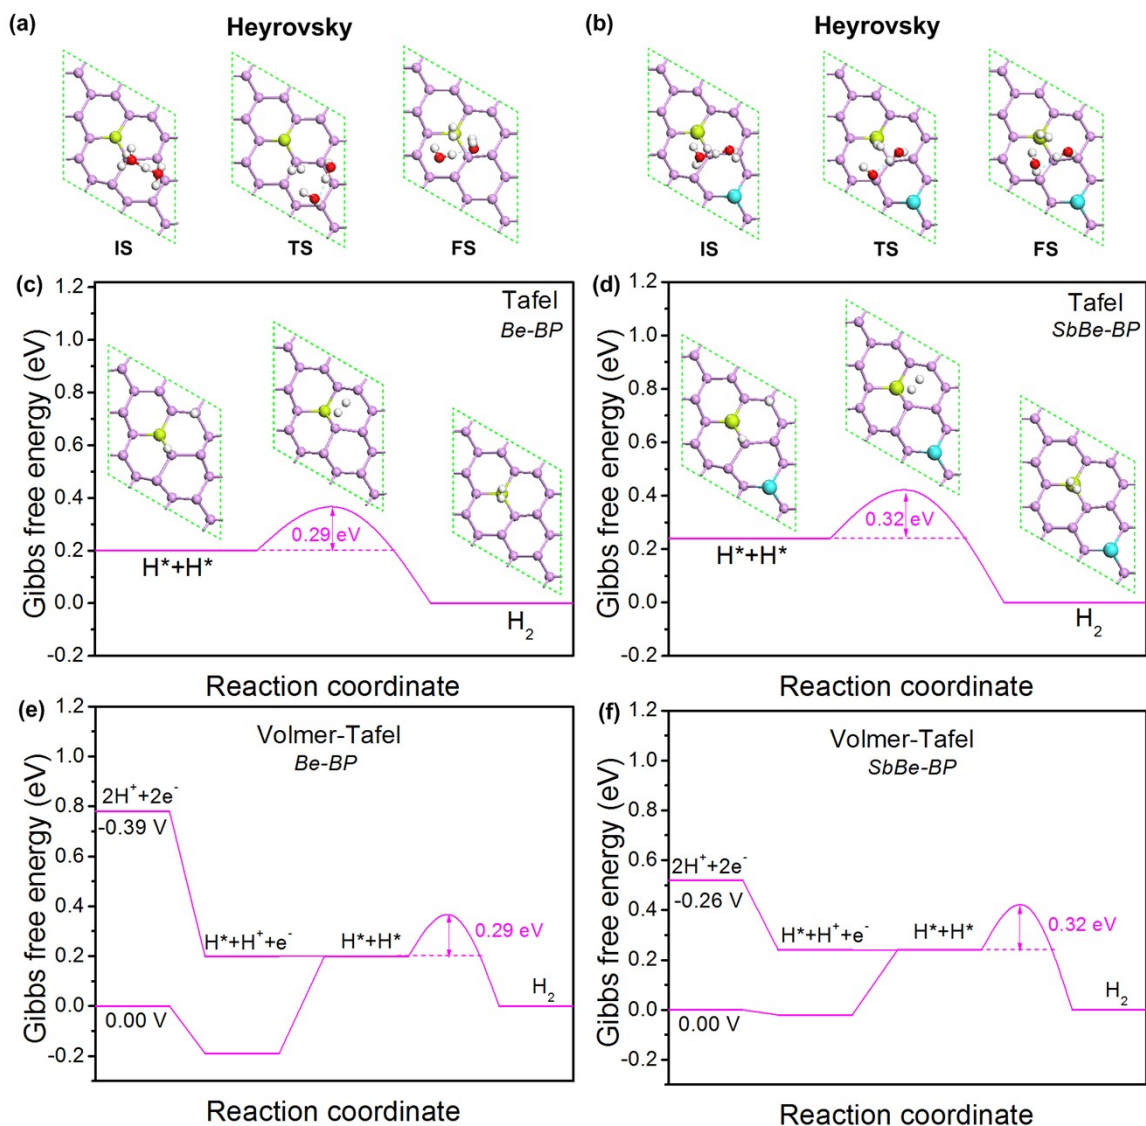 (a)
Heyrovsky
IS
TS
FS
(b)
Heyrovsky
IS
TS
FS
(c)
Gibbs free energy (eV)
1.2
1.0
0.8
0.6
0.4
0.2
0.0
-0.2
Tafel
Be-BP
0.29 eV
H*+H*
H₂
Reaction coordinate
(d)
Gibbs free energy (eV)
1.2
1.0
0.8
0.6
0.4
0.2
0.0
-0.2
Tafel
SbBe-BP
0.32 eV
H*+H*
H₂
Reaction coordinate
(e)
Gibbs free energy (eV)
1.2
1.0
0.8
0.6
0.4
0.2
0.0
-0.2
Volmer-Tafel
Be-BP
2H⁺+2e⁻
-0.39 V
H*+H⁺+e⁻
H*+H*
0.29 eV
H₂
0.00 V
Reaction coordinate
(f)
Gibbs free energy (eV)
1.2
1.0
0.8
0.6
0.4
0.2
0.0
-0.2
Volmer-Tafel
SbBe-BP
2H⁺+2e⁻
-0.26 V
H*+H⁺+e⁻
H*+H*
0.32 eV
H₂
0.00 V
Reaction coordinate